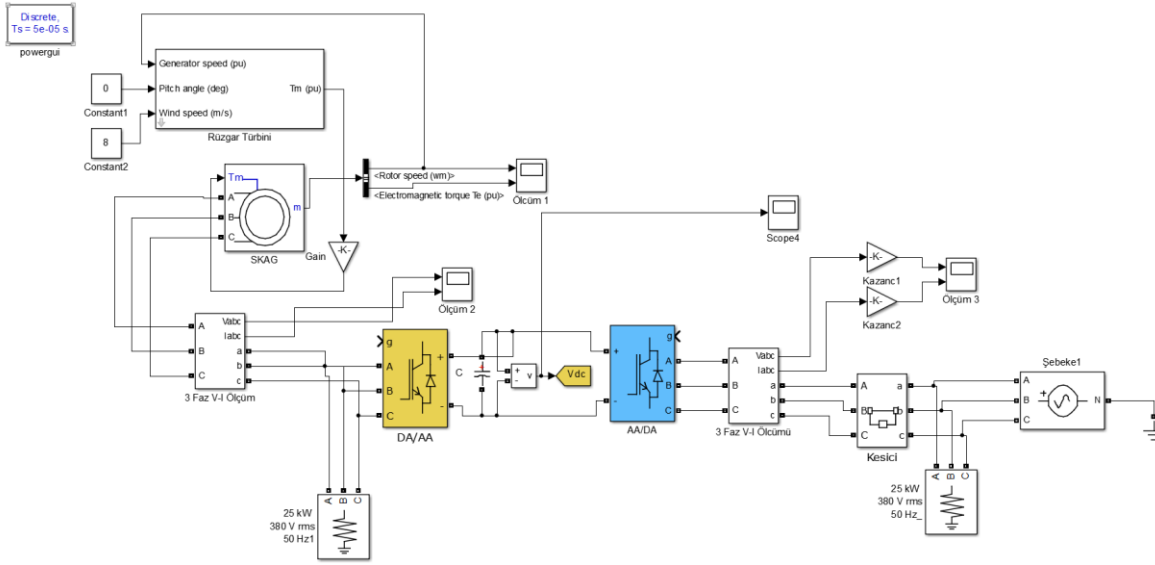 Discrete,
Ts = 5e-05 s.
powergui
Generator speed (pu)
0
Pitch angle (deg)
Tm (pu)
Constant1
Wind speed (m/s)
8
Rüzgar Türbini
Constant2
Tm
A
B
C
m
SKAG
<Rotor speed (wm)>
<Electromagnetic torque Te (pu)>
Ölcüm 1
Gain
-K-
Scope4
-K-
Kazanc1
-K-
Kazanc2
Ölçüm 3
Ölçüm 2
A
B
C
Vabc
Iabc
a
b
c
3 Faz V-I Ölçüm
g
A
B
C
+
-
DA/AA
C
+
+
-
v
Vdc
+
-
g
A
B
C
AA/DA
A
B
C
Vabc
Iabc
a
b
c
3 Faz V-I Ölçümü
A
B
C
a
b
c
Kesici
Şebeke1
A
B
C
+
N
A B C
25 kW
380 V rms
50 Hz1
A B C
25 kW
380 V rms
50 Hz_